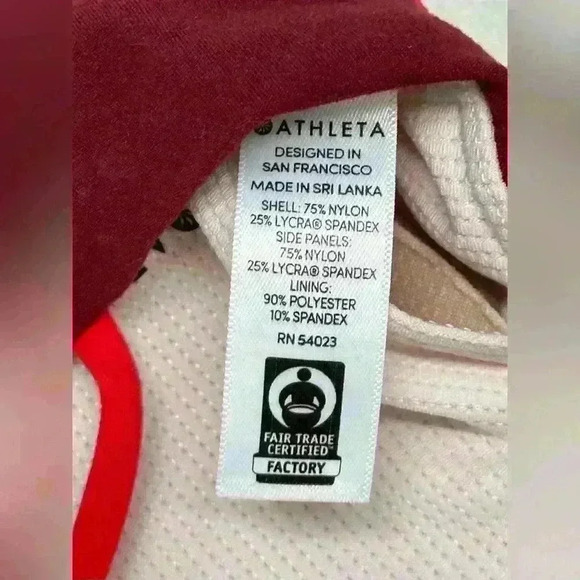 ATHLETA
DESIGNED IN
SAN FRANCISCO
MADE IN SRI LANKA
SHELL: 75% NYLON
25% LYCRA® SPANDEX
SIDE PANELS:
75% NYLON
25% LYCRA® SPANDEX
LINING:
90% POLYESTER
10% SPANDEX
RN 54023
FAIR TRADE
CERTIFIED™
FACTORY